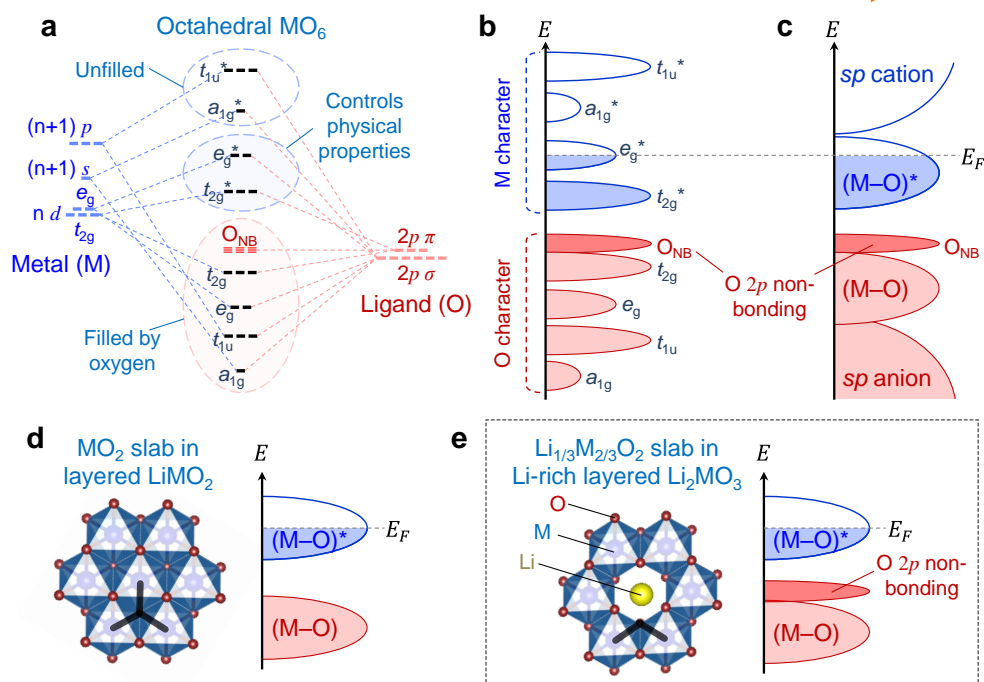 a
Octahedral MO6
Unfilled
t1u*
a1g*
Controls
physical
properties
(n+1) p
(n+1) s
eg
n d
t2g
Metal (M)
eg*
t2g*
ONB
t2g
eg
t1u
a1g
2p π
2p σ
Ligand (O)
Filled by
oxygen
b
E
M character
O character
t1u*
a1g*
eg*
t2g*
ONB
t2g
eg
t1u
a1g
O 2p non-
bonding
c
E
sp cation
EF
(M–O)*
ONB
(M–O)
sp anion
d
MO2 slab in
layered LiMO2
E
(M–O)*
EF
(M–O)
e
Li1/3M2/3O2 slab in
Li-rich layered Li2MO3
O
M
Li
E
(M–O)*
EF
O 2p non-
bonding
(M–O)